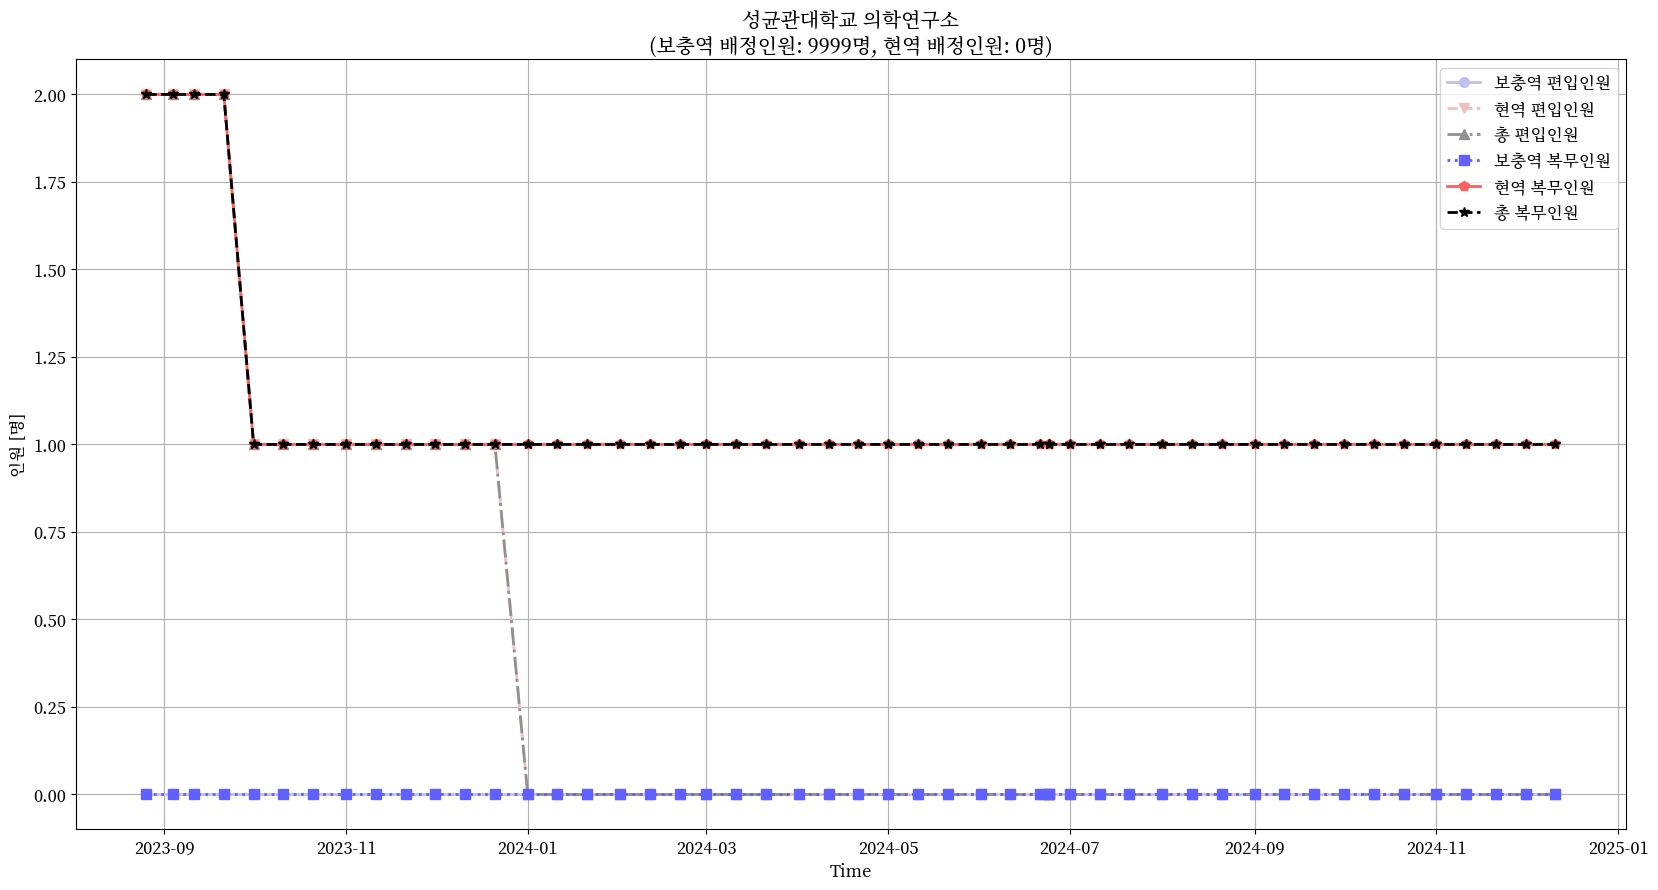 성균관대학교 의학연구소
(보충역 배정인원: 9999명, 현역 배정인원: 0명)
보충역 편입인원
현역 편입인원
총 편입인원
보충역 복무인원
현역 복무인원
총 복무인원
2.00
1.75
1.50
1.25
1.00
0.75
0.50
0.25
0.00
인원 [명]
2023-09
2023-11
2024-01
2024-03
2024-05
2024-07
2024-09
2024-11
2025-01
Time